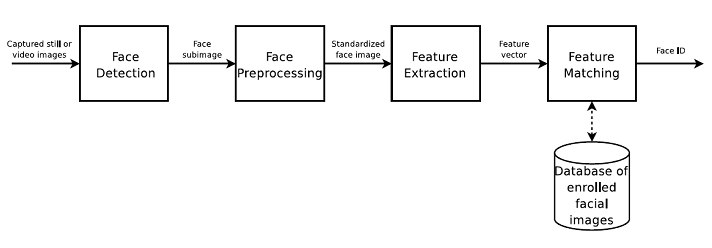 Captured still or
video images
Face
Detection
Face
subimage
Face
Preprocessing
Standardized
face image
Feature
Extraction
Feature
vector
Feature
Matching
Face ID
Database of
enrolled
facial
images